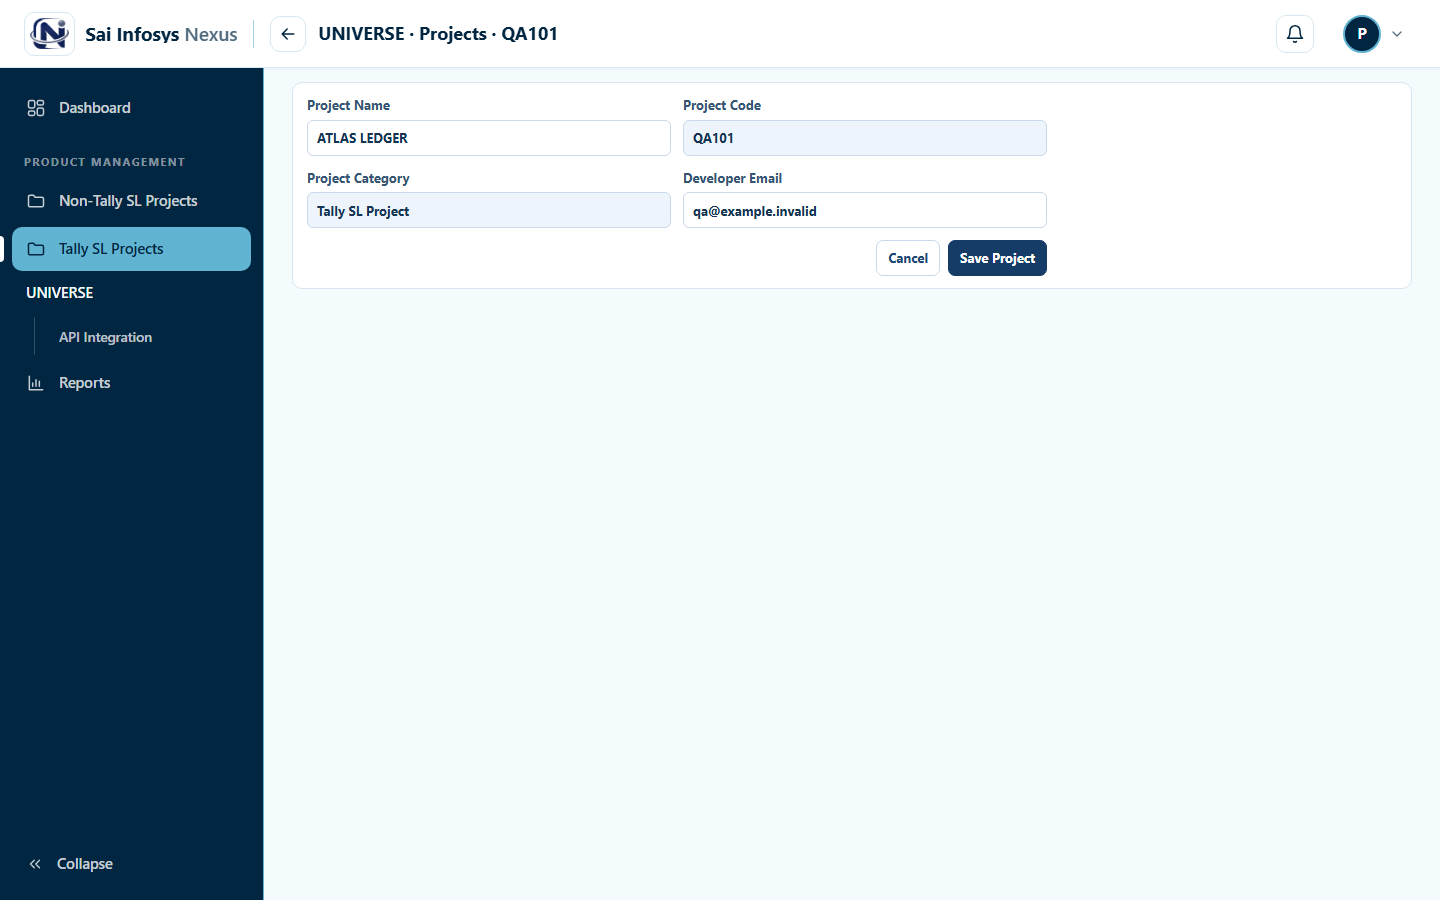 Sai Infosys Nexus
UNIVERSE · Projects · QA101
P
Dashboard
PRODUCT MANAGEMENT
Non-Tally SL Projects
Tally SL Projects
UNIVERSE
API Integration
Reports
Collapse
Project Name
ATLAS LEDGER
Project Code
QA101
Project Category
Tally SL Project
Developer Email
qa@example.invalid
Cancel
Save Project